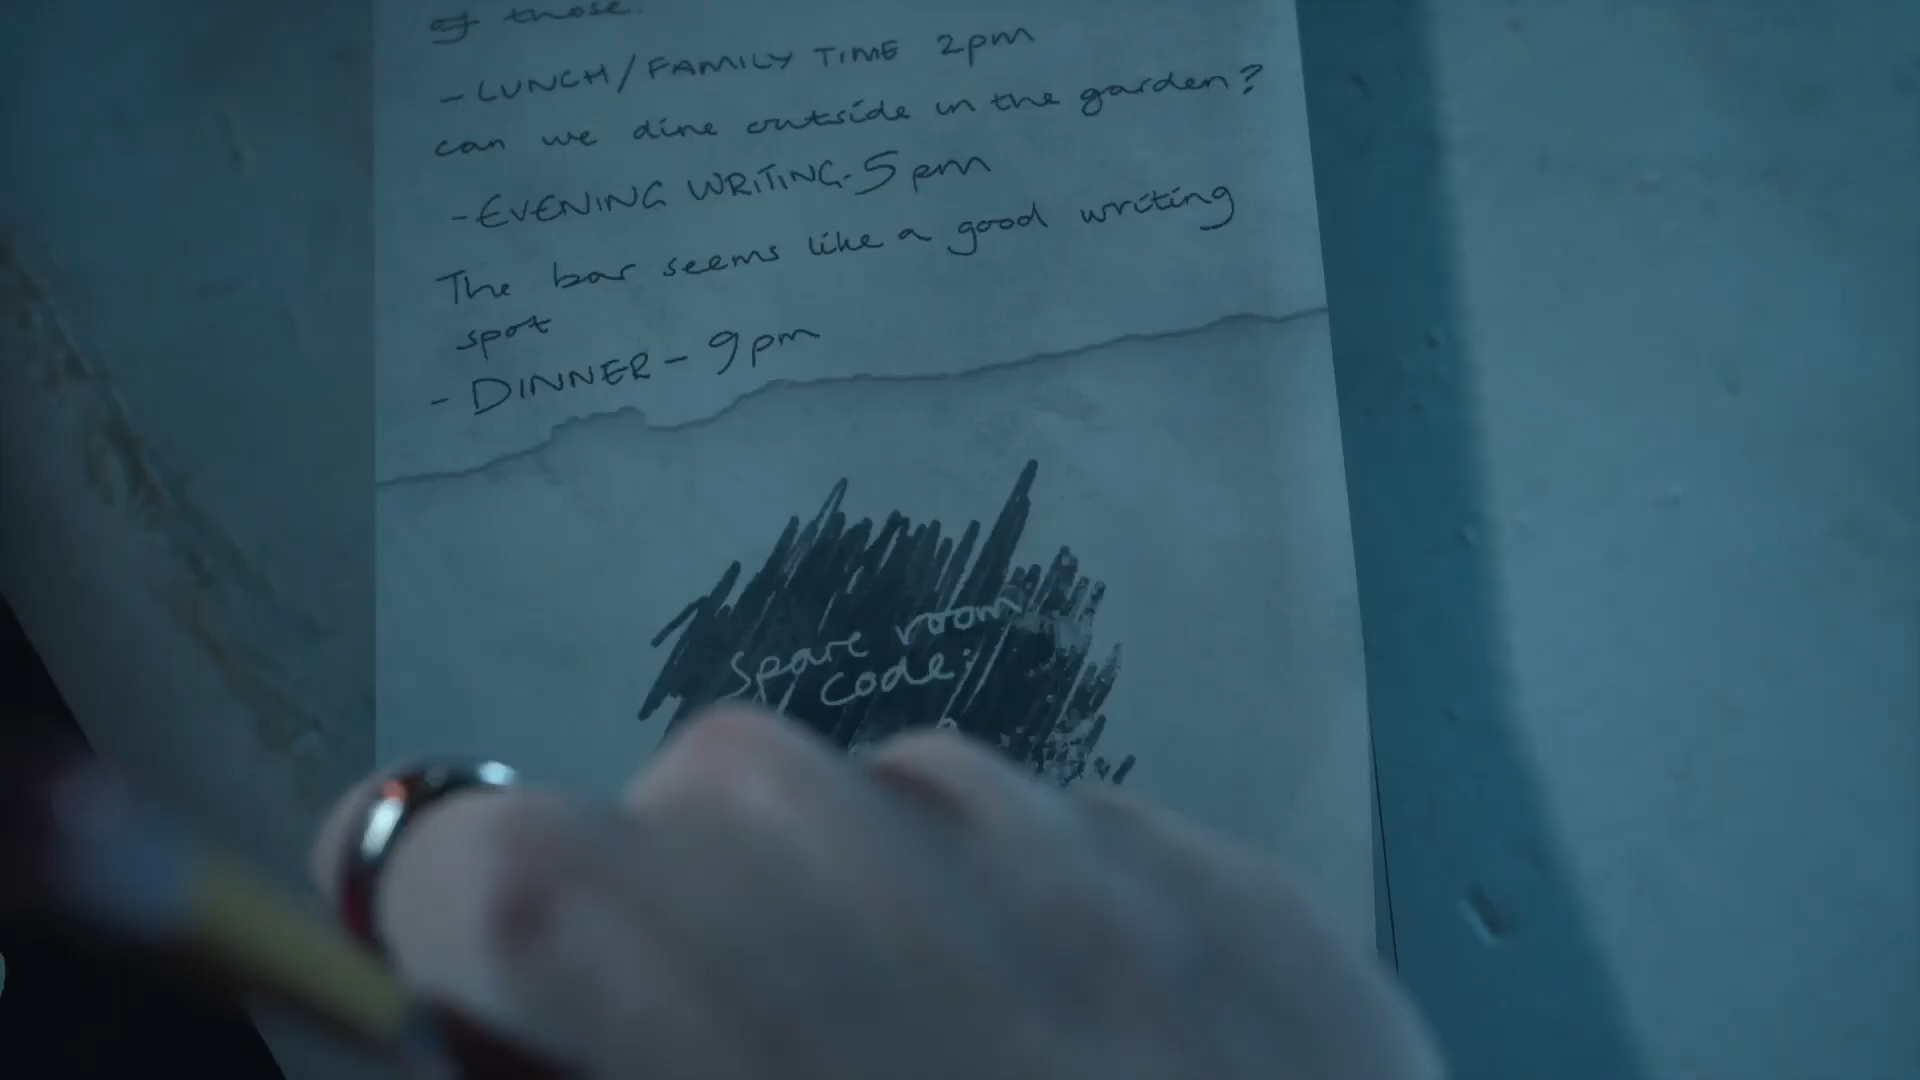 of those.
- LUNCH/FAMILY TIME 2pm
can we dine outside in the garden?
- EVENING WRITING - 5pm
The bar seems like a good writing
spot
- DINNER - 9pm
Spare room
code: